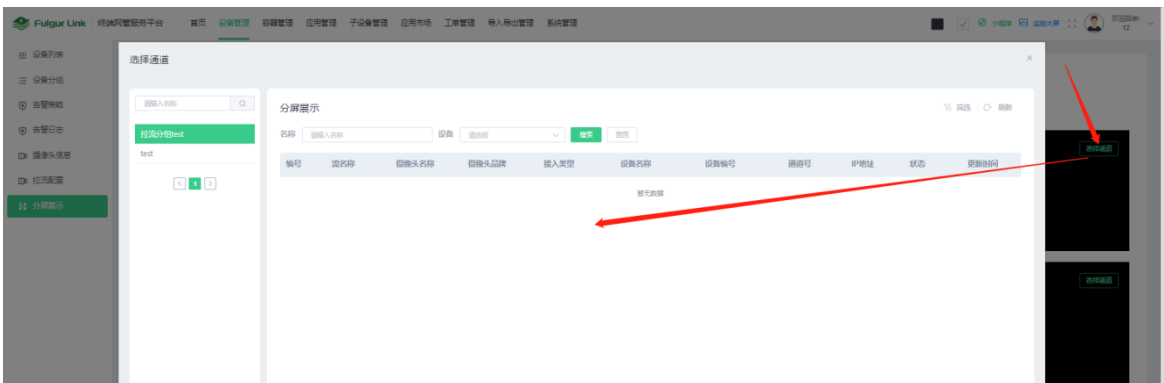 Fulgur Link 终端网管服务平台 首页 设备管理 容器管理 应用管理 子设备管理 应用市场 工单管理 导入导出管理 系统管理 小程序 监控大屏 12
设备列表
设备分组
告警策略
告警日志
摄像头信息
拉流配置
分屏展示
选择通道
请输入名称
拉流分组test
test
1
分屏展示 筛选 刷新
名称 请输入名称 设备 请选择 搜索 重置
编号 流名称 摄像头名称 摄像头品牌 接入类型 设备名称 设备编号 通道号 IP地址 状态 更新时间
暂无数据
选择通道
选择通道